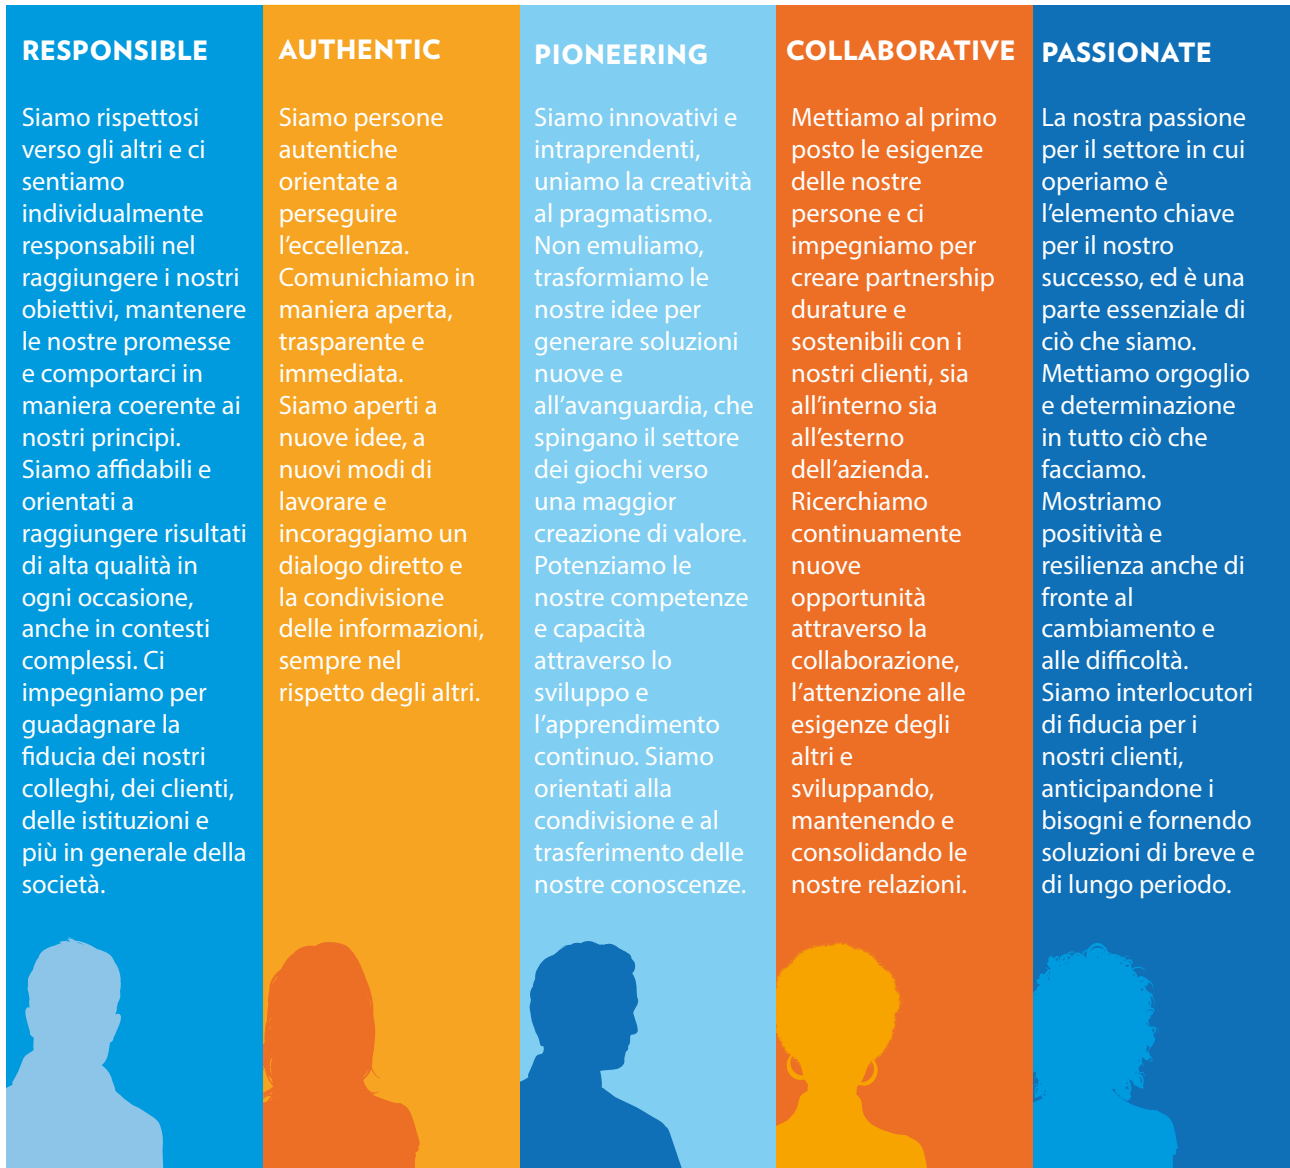 RESPONSIBLE
Siamo rispettosi
verso gli altri e ci
sentiamo
individualmente
responsabili nel
raggiungere i nostri
obiettivi, mantenere
le nostre promesse
e comportarci in
maniera coerente ai
nostri principi.
Siamo affidabili e
orientati a
raggiungere risultati
di alta qualità in
ogni occasione,
anche in contesti
complessi. Ci
impegniamo per
guadagnare la
fiducia dei nostri
colleghi, dei clienti,
delle istituzioni e
più in generale della
società.
AUTHENTIC
Siamo persone
autentiche
orientate a
perseguire
l’eccellenza.
Comunichiamo in
maniera aperta,
trasparente e
immediata.
Siamo aperti a
nuove idee, a
nuovi modi di
lavorare e
incoraggiamo un
dialogo diretto e
la condivisione
delle informazioni,
sempre nel
rispetto degli altri.
PIONEERING
Siamo innovativi e
intraprendenti,
uniamo la creatività
al pragmatismo.
Non emuliamo,
trasformiamo le
nostre idee per
generare soluzioni
nuove e
all’avanguardia, che
spingano il settore
dei giochi verso
una maggior
creazione di valore.
Potenziamo le
nostre competenze
e capacità
attraverso lo
sviluppo e
l’apprendimento
continuo. Siamo
orientati alla
condivisione e al
trasferimento delle
nostre conoscenze.
COLLABORATIVE
Mettiamo al primo
posto le esigenze
delle nostre
persone e ci
impegniamo per
creare partnership
durature e
sostenibili con i
nostri clienti, sia
all’interno sia
all’esterno
dell’azienda.
Ricerchiamo
continuamente
nuove
opportunità
attraverso la
collaborazione,
l’attenzione alle
esigenze degli
altri e
sviluppando,
mantenendo e
consolidando le
nostre relazioni.
PASSIONATE
La nostra passione
per il settore in cui
operiamo è
l’elemento chiave
per il nostro
successo, ed è una
parte essenziale di
ciò che siamo.
Mettiamo orgoglio
e determinazione
in tutto ciò che
facciamo.
Mostriamo
positività e
resilienza anche di
fronte al
cambiamento e
alle difficoltà.
Siamo interlocutori
di fiducia per i
nostri clienti,
anticipandone i
bisogni e fornendo
soluzioni di breve e
di lungo periodo.